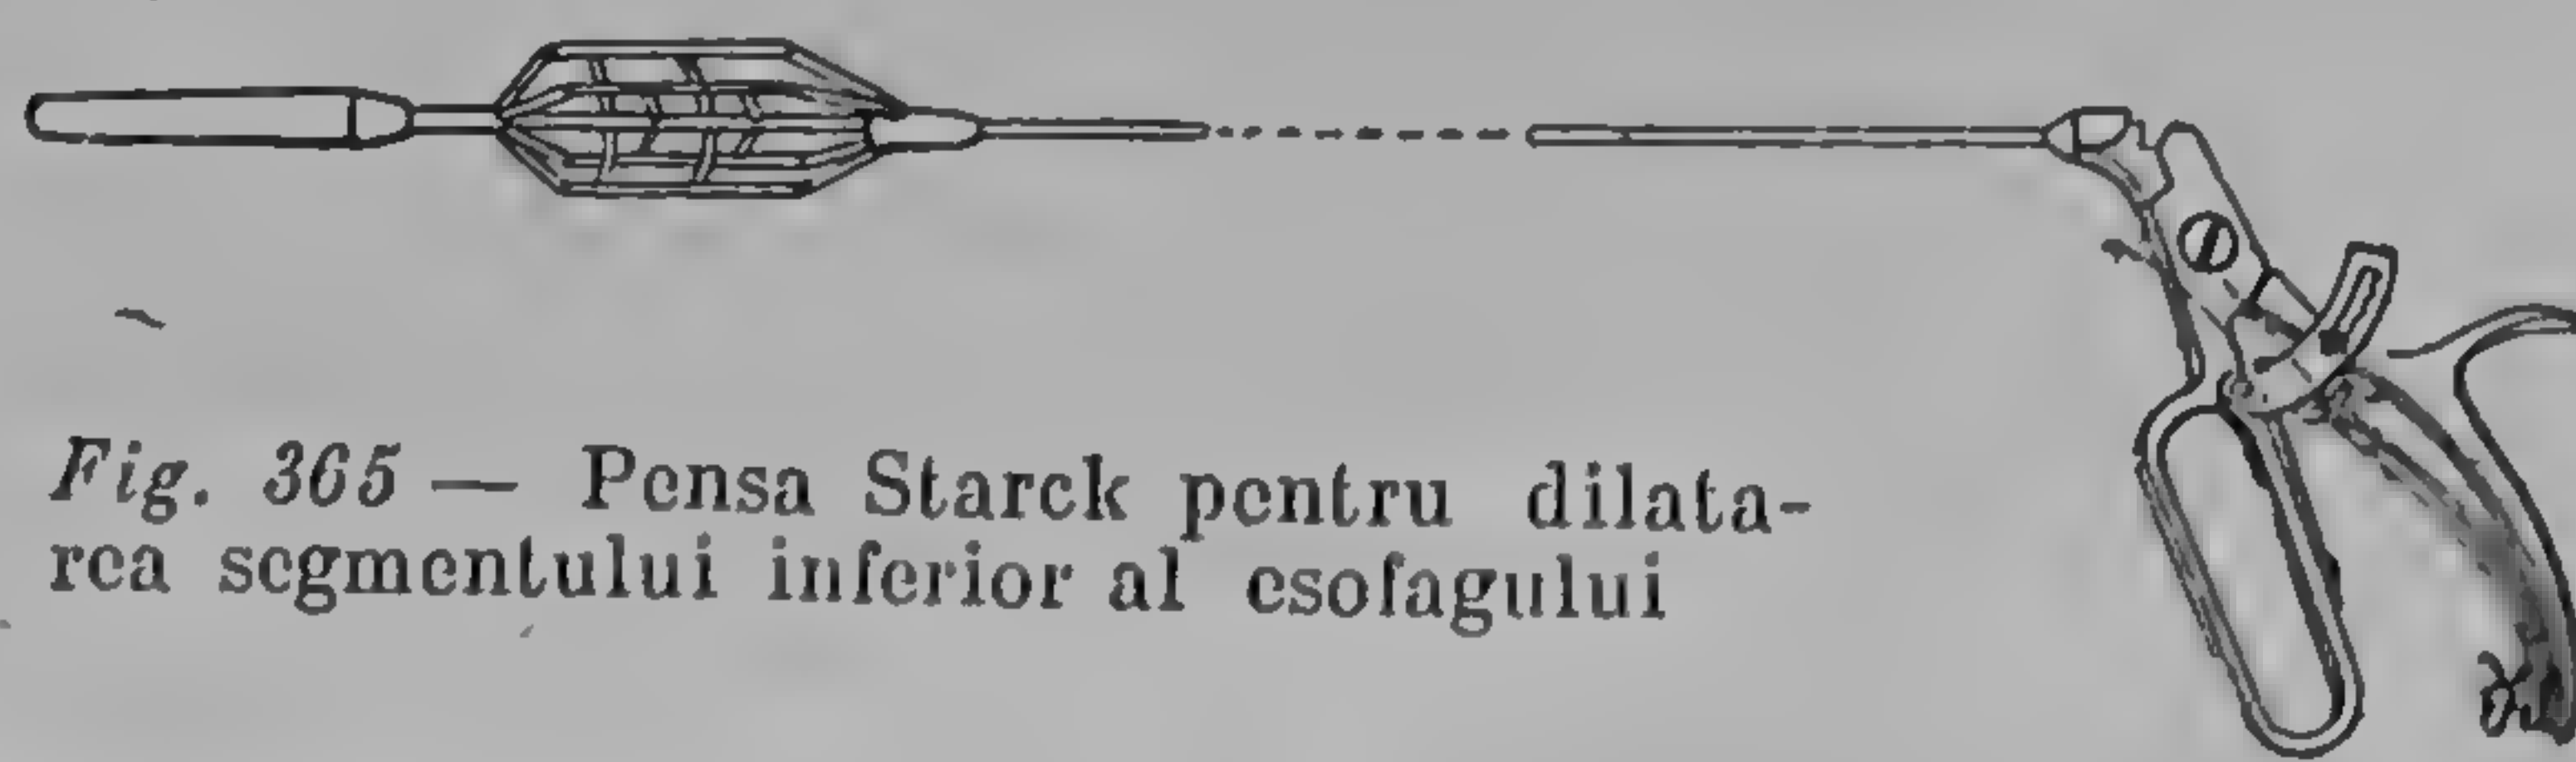 Fig. 365 — Pensa Starck pentru dilata-
rea segmentului inferior al esofagului